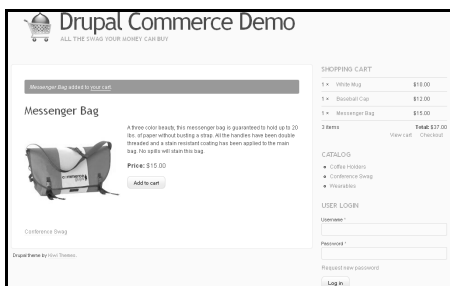 Drupal Commerce Demo
ALL THE SWAG YOUR MONEY CAN BUY
Messenger Bag added to your cart.
Messenger Bag
A three color beauty, this messenger bag is guaranteed to hold up to 20
lbs. of paper without busting a strap. All the handles have been double
threaded and a stain resistant coating has been applied to the main
bag. No spills will stain this bag.
Price: $15.00
Add to cart
Conference Swag
Drupal theme by Kiwi Themes.
SHOPPING CART
1 × White Mug $10.00
1 × Baseball Cap $12.00
1 × Messenger Bag $15.00
3 items Total: $37.00
View cart Checkout
CATALOG
Coffee Holders
Conference Swag
Wearables
USER LOGIN
Username *
Password *
Request new password
Log in